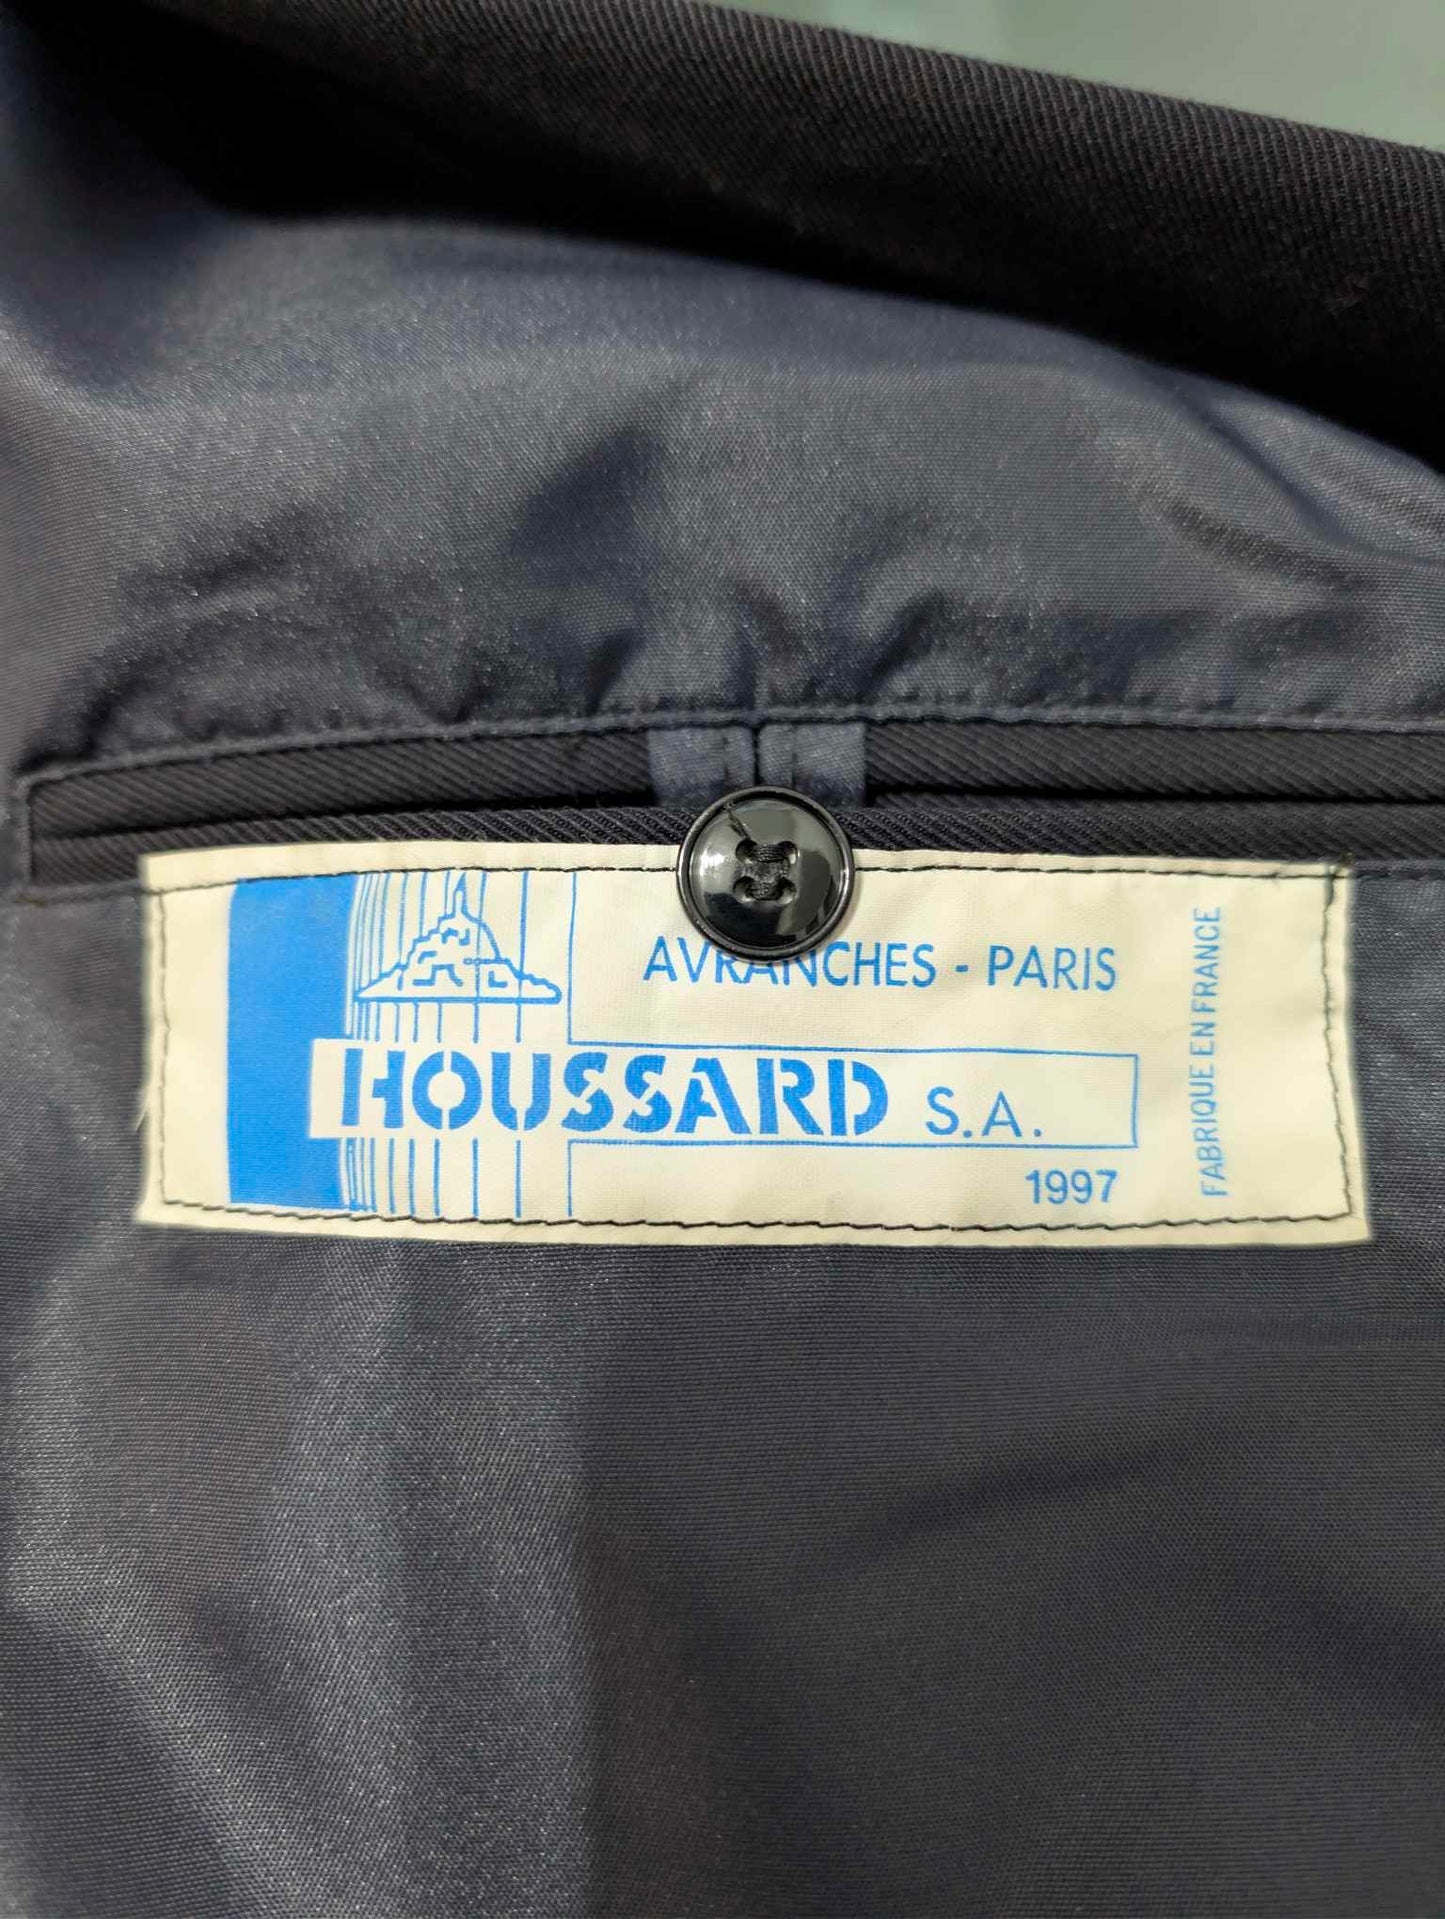 AVRANCHES - PARIS
HOUSSARD S.A.
1997
FABRIQUE EN FRANCE